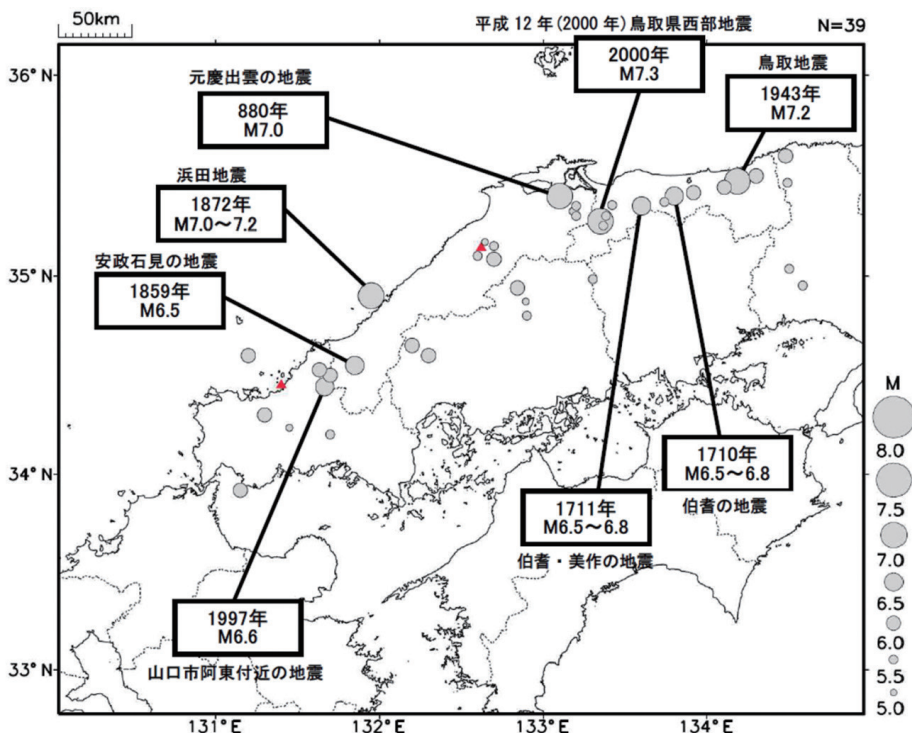 50km
平成 12 年 (2000 年) 鳥取県西部地震
N=39
36°N
35°N
34°N
33°N
元慶出雲の地震
880年
M7.0
2000年
M7.3
鳥取地震
1943年
M7.2
浜田地震
1872年
M7.0～7.2
安政石見の地震
1859年
M6.5
1710年
M6.5～6.8
伯耆の地震
1711年
M6.5～6.8
伯耆・美作の地震
1997年
M6.6
山口市阿東付近の地震
M
8.0
7.5
7.0
6.5
6.0
5.5
5.0
131°E
132°E
133°E
134°E